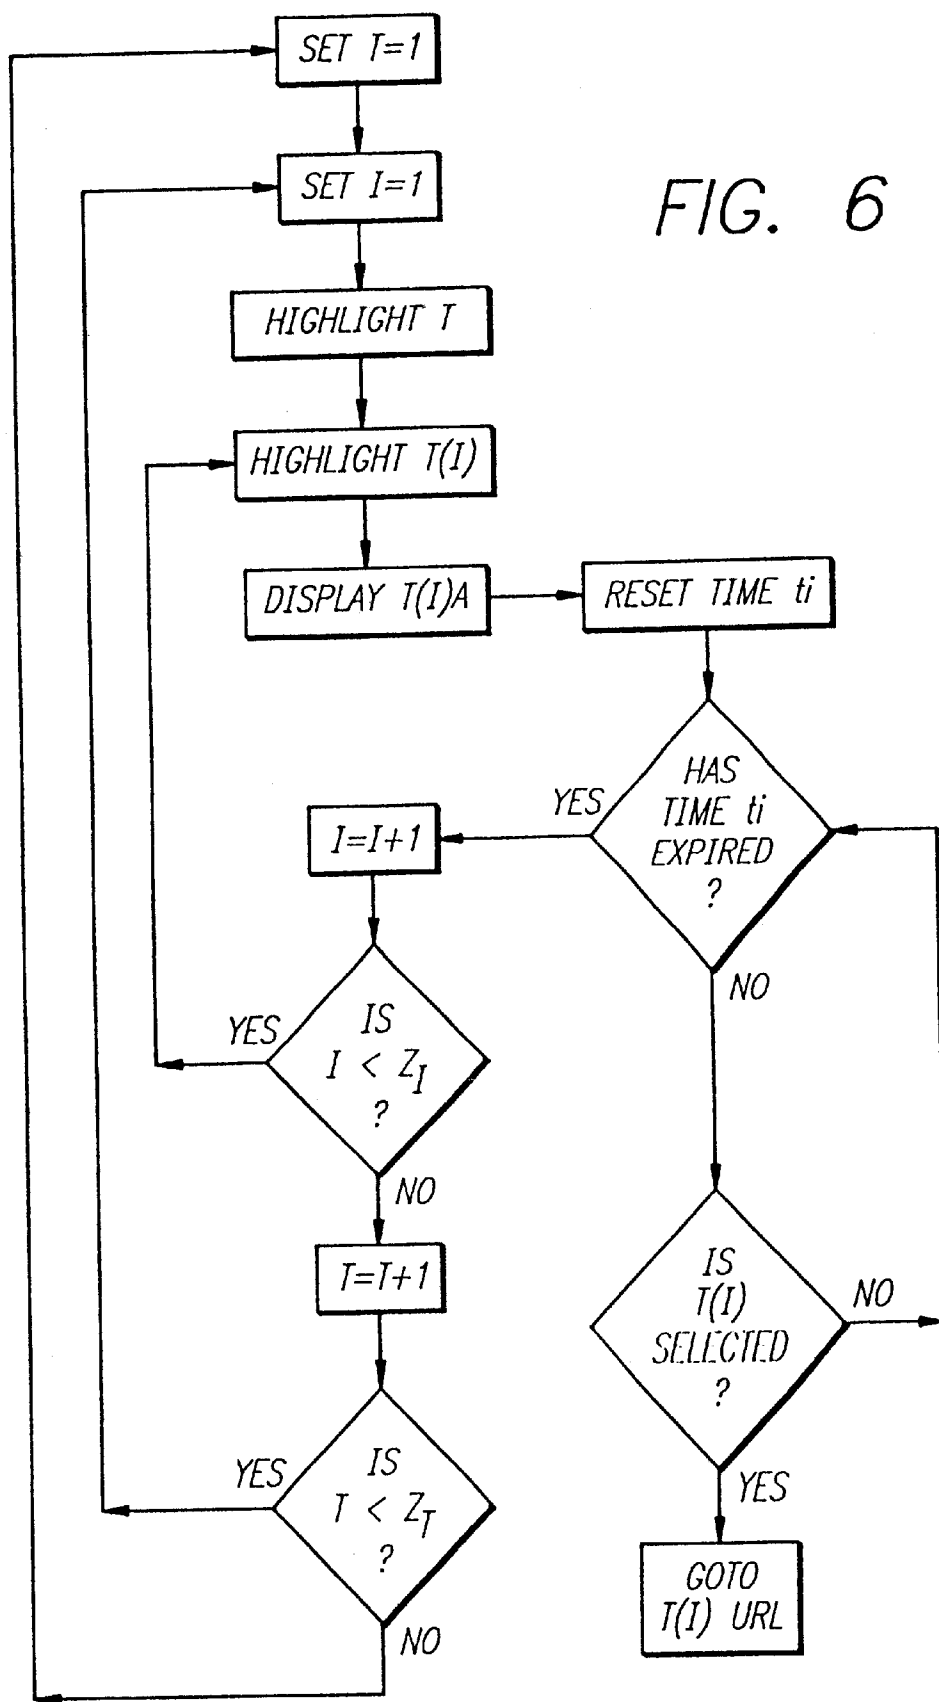 SET T=1
SET I=1
FIG. 6
HIGHLIGHT T
HIGHLIGHT T(I)
DISPLAY T(I)A
RESET TIME ti
HAS
TIME ti
EXPIRED
?
YES
NO
I=I+1
IS
I < Z_I
?
YES
NO
T=T+1
IS
T(I)
SELECTED
?
NO
YES
IS
T < Z_T
?
YES
NO
GOTO
T(I) URL